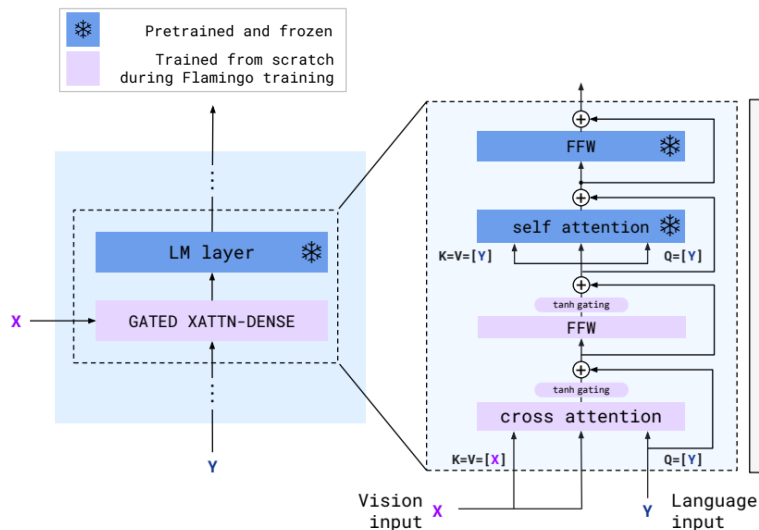 Pretrained and frozen
Trained from scratch
during Flamingo training
LM layer
X
GATED XATTN-DENSE
Y
FFW
self attention
K=V=[Y]
Q=[Y]
tanh gating
FFW
tanh gating
cross attention
K=V=[X]
Q=[Y]
Vision
input
X
Y
Language
input